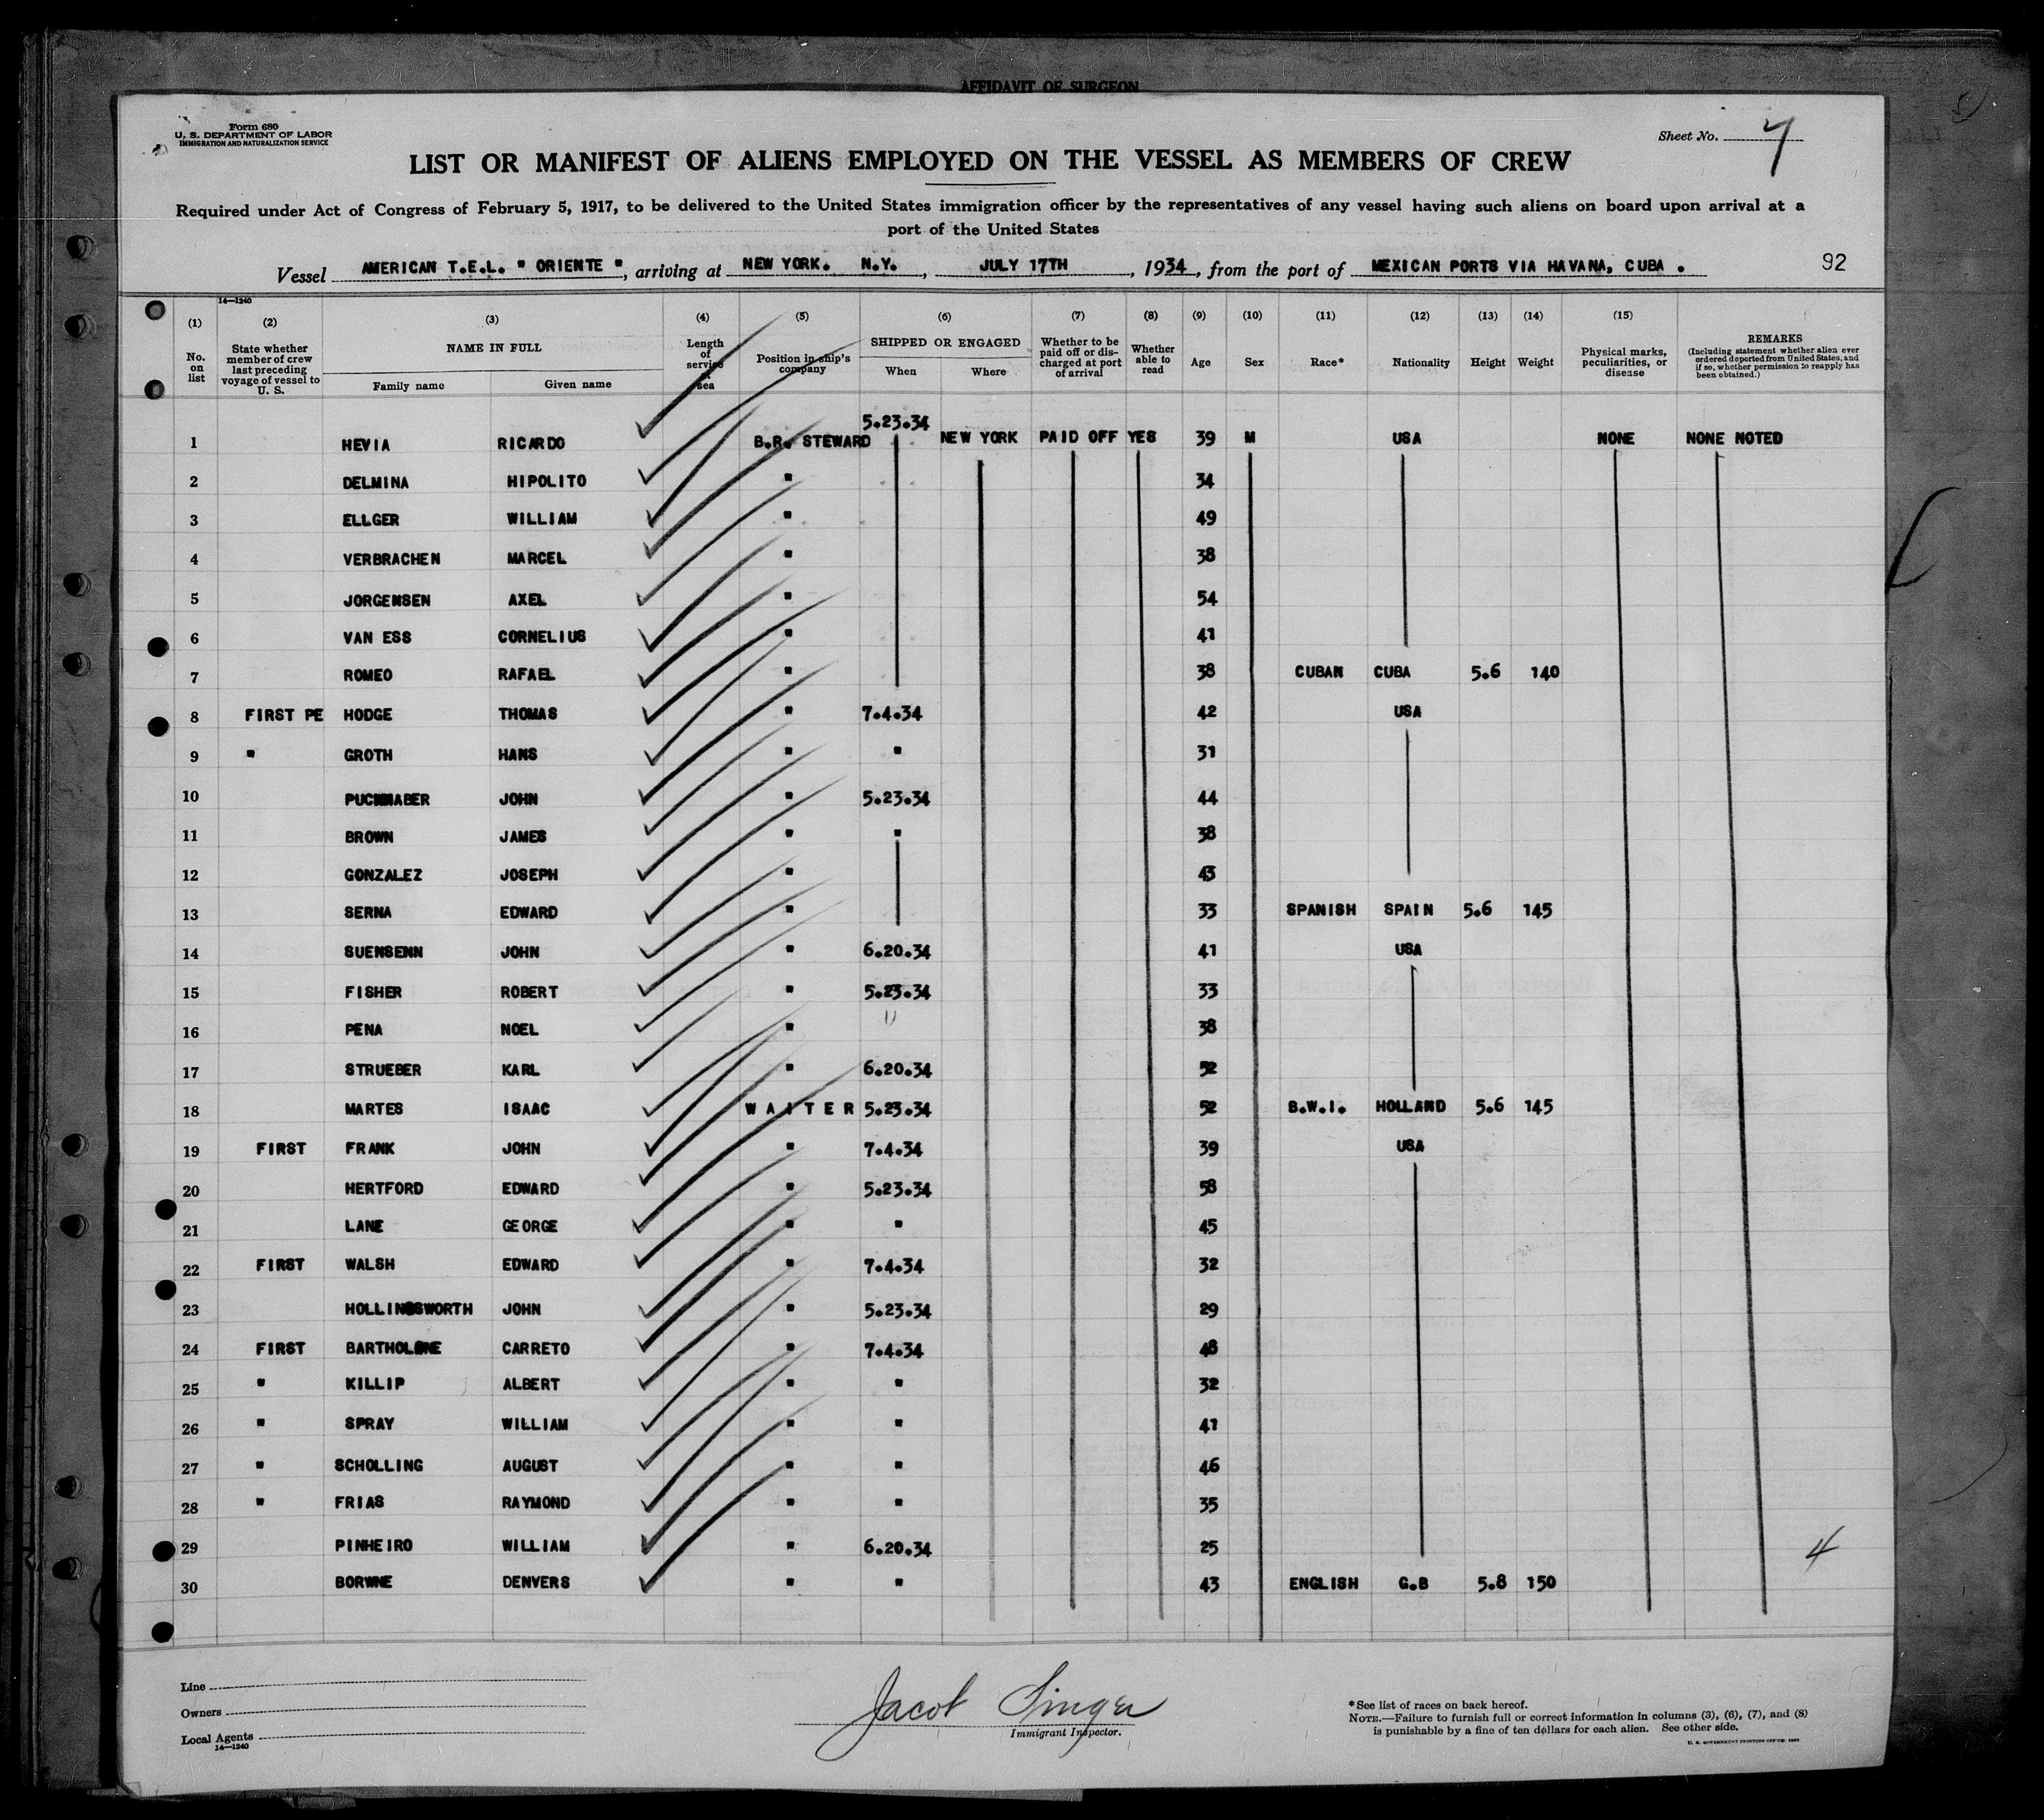 AFFIDAVIT OF SURGEON
Form 680
U. S. DEPARTMENT OF LABOR
IMMIGRATION AND NATURALIZATION SERVICE
Sheet No. 7
LIST OR MANIFEST OF ALIENS EMPLOYED ON THE VESSEL AS MEMBERS OF CREW
Required under Act of Congress of February 5, 1917, to be delivered to the United States immigration officer by the representatives of any vessel having such aliens on board upon arrival at a
port of the United States
Vessel AMERICAN T.E.L. " ORIENTE ", arriving at NEW YORK. N.Y., JULY 17TH, 1934, from the port of MEXICAN PORTS VIA HAVANA, CUBA . 92
14—1240
(1) (2) (3) (4) (5) (6) (7) (8) (9) (10) (11) (12) (13) (14) (15)
No. on list
State whether member of crew last preceding voyage of vessel to U. S.
NAME IN FULL
Family name Given name
Length of service at sea
Position in ship's company
SHIPPED OR ENGAGED
When Where
Whether to be paid off or discharged at port of arrival
Whether able to read
Age Sex Race* Nationality Height Weight
Physical marks, peculiarities, or disease
REMARKS
(Including statement whether alien ever ordered deported from United States, and if so, whether permission to reapply has been obtained.)
1 HEVIA RICARDO B.R. STEWARD 5.23.34 NEW YORK PAID OFF YES 39 M USA NONE NONE NOTED
2 DELMINA HIPOLITO " 34
3 ELLGER WILLIAM " 49
4 VERBRACHEN MARCEL " 38
5 JORGENSEN AXEL " 54
6 VAN ESS CORNELIUS " 41
7 ROMEO RAFAEL " 38 CUBAN CUBA 5.6 140
8 FIRST PE HODGE THOMAS " 7.4.34 42 USA
9 " GROTH HANS " " 31
10 JOHN " 5.23.34 44
11 BROWN JAMES " " 38
12 GONZALEZ JOSEPH " 43
13 SERNA EDWARD " 33 SPANISH SPAIN 5.6 145
14 SUENSENN JOHN " 6.20.34 41 USA
15 FISHER ROBERT " 5.23.34 33
16 PENA NOEL " " 38
17 STRUEBER KARL " 6.20.34 52
18 MARTES ISAAC WAITER 5.23.34 52 B.W.I. HOLLAND 5.6 145
19 FIRST FRANK JOHN " 7.4.34 39 USA
20 HERTFORD EDWARD " 5.23.34 58
21 LANE GEORGE " " 45
22 FIRST WALSH EDWARD " 7.4.34 32
23 HOLLINGSWORTH JOHN " 5.23.34 29
24 FIRST CARRETO " 7.4.34 48
25 " KILLIP ALBERT " " 32
26 " SPRAY WILLIAM " " 41
27 " SCHOLLING AUGUST " " 46
28 " FRIAS RAYMOND " " 35
29 PINHEIRO WILLIAM " 6.20.34 25
4
30 BORWNE DENVERS " " 43 ENGLISH G.B 5.8 150
Line
Owners
Local Agents
14—1240
Jacob Singer
Immigrant Inspector.
*See list of races on back hereof.
NOTE.—Failure to furnish full or correct information in columns (3), (6), (7), and (8)
is punishable by a fine of ten dollars for each alien. See other side.